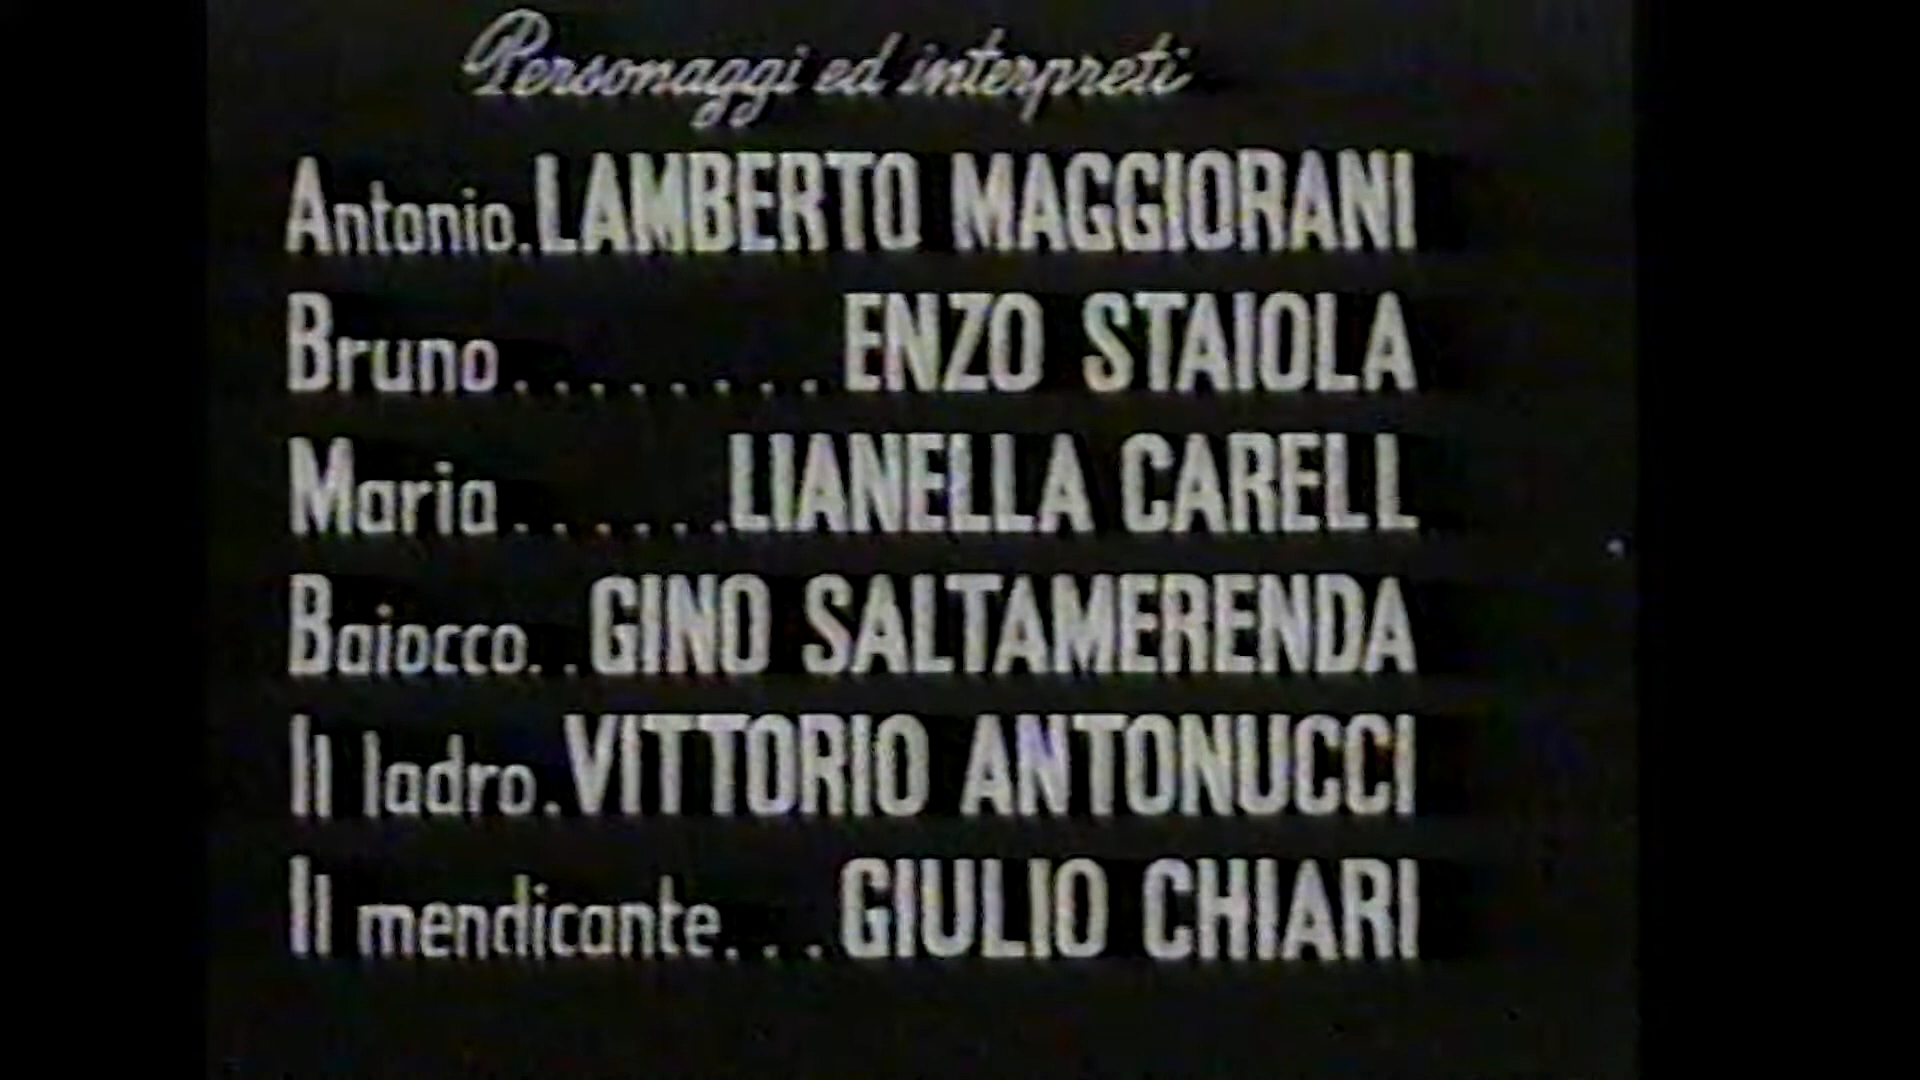 Personaggi ed interpreti
Antonio.LAMBERTO MAGGIORANI
Bruno.........ENZO STAIOLA
Maria......LIANELLA CARELL
Baiocco..GINO SALTAMERENDA
Il ladro.VITTORIO ANTONUCCI
Il mendicante...GIULIO CHIARI